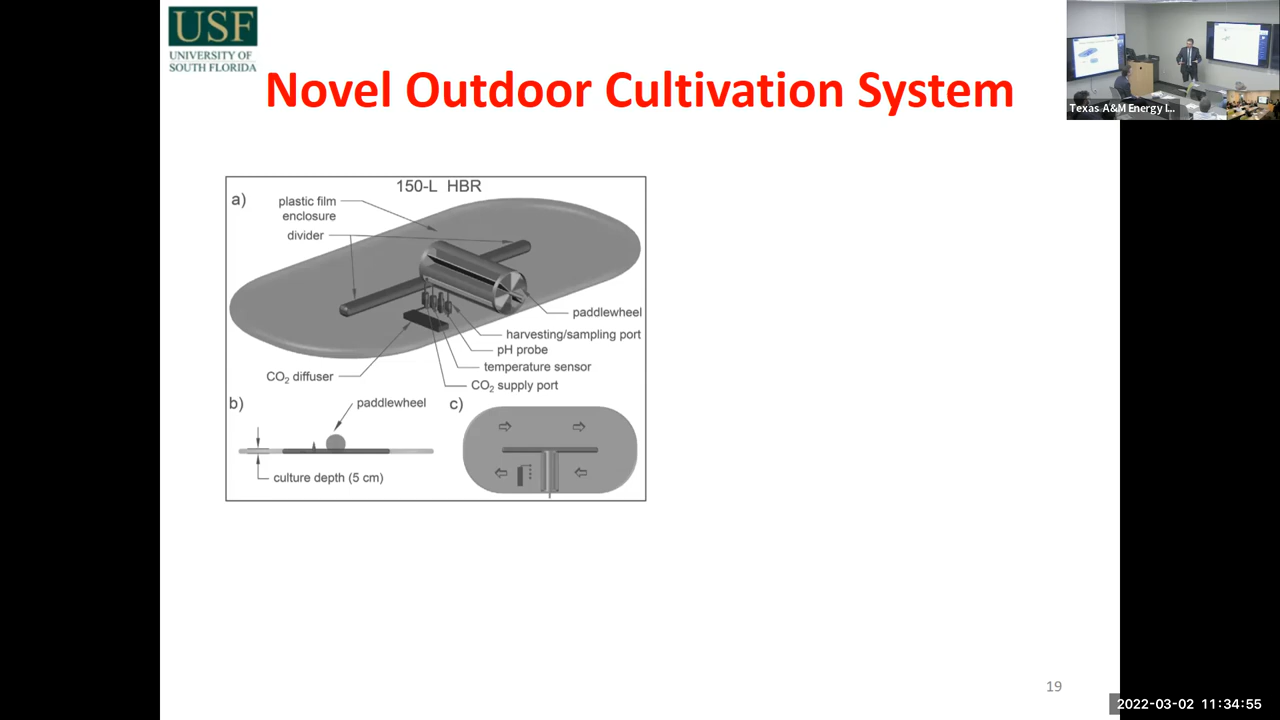 USF
UNIVERSITY OF
SOUTH FLORIDA
Novel Outdoor Cultivation System
Texas A&M Energy I...
150-L HBR
a)
plastic film
enclosure
divider
paddlewheel
harvesting/sampling port
pH probe
temperature sensor
CO2 diffuser
CO2 supply port
b)
paddlewheel
c)
culture depth (5 cm)
19
2022-03-02 11:34:55